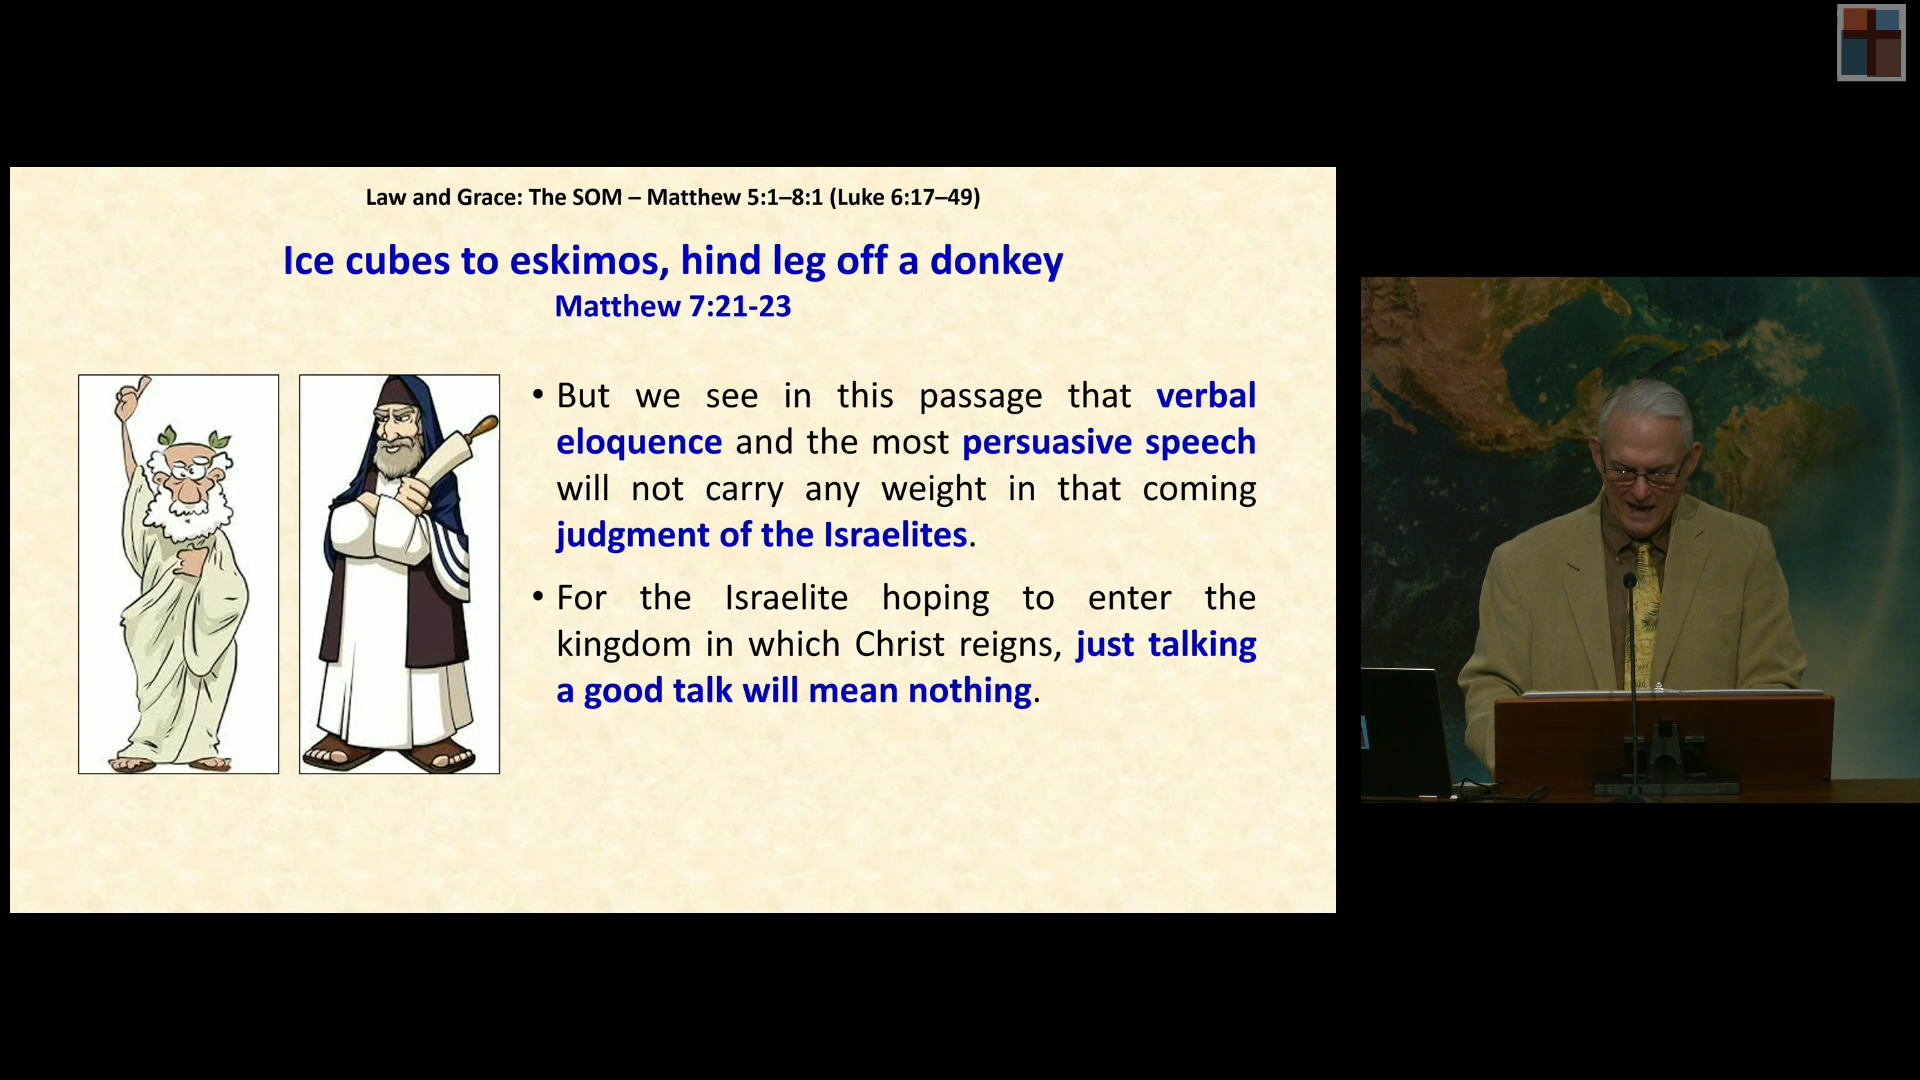 Law and Grace: The SOM – Matthew 5:1–8:1 (Luke 6:17–49)
Ice cubes to eskimos, hind leg off a donkey
Matthew 7:21-23
• But we see in this passage that verbal
eloquence and the most persuasive speech
will not carry any weight in that coming
judgment of the Israelites.
• For the Israelite hoping to enter the
kingdom in which Christ reigns, just talking
a good talk will mean nothing.